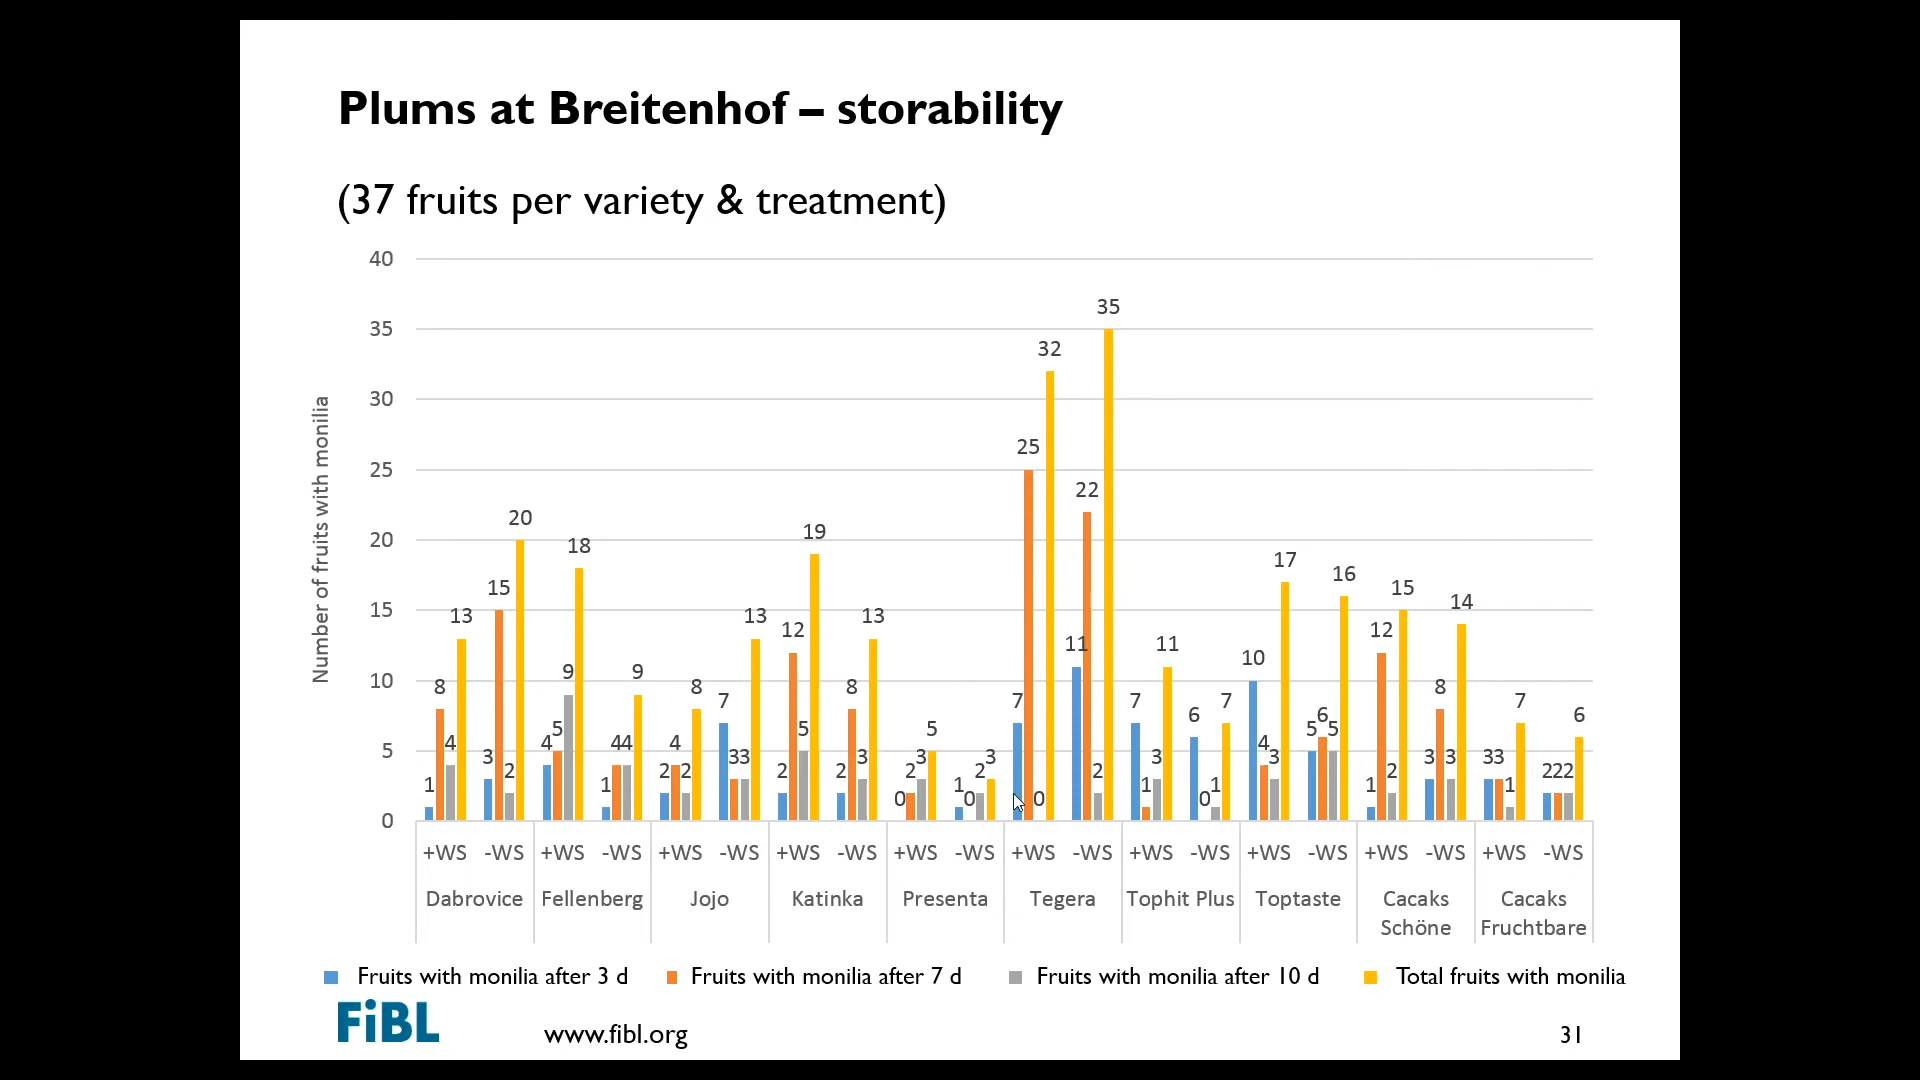 Plums at Breitenhof – storability
(37 fruits per variety & treatment)
Number of fruits with monilia
40
35
30
25
20
15
10
5
0
1 8 4 13 3 15 2 20
4 5 9 18 1 4 4 9
2 4 2 8 7 3 3 13
2 12 5 19 2 8 3 13
0 2 3 5 1 0 2 3
7 25 0 32 11 22 2 35
7 1 3 11 6 0 1 7
10 4 3 17 5 6 5 16
1 12 2 15 3 8 3 14
3 3 1 7 2 2 2 6
+WS -WS +WS -WS +WS -WS +WS -WS +WS -WS +WS -WS +WS -WS +WS -WS +WS -WS +WS -WS
Dabrovice Fellenberg Jojo Katinka Presenta Tegera Tophit Plus Toptaste Cacaks Schöne Cacaks Fruchtbare
Fruits with monilia after 3 d Fruits with monilia after 7 d Fruits with monilia after 10 d Total fruits with monilia
FiBL www.fibl.org 31